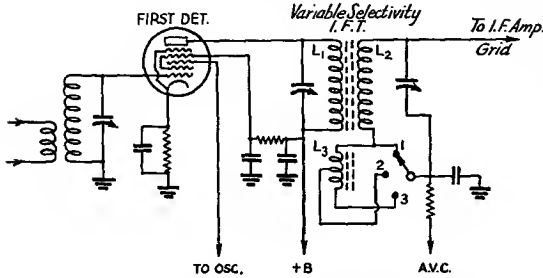 FIRST DET.
Variable Selectivity
I.F.T.
To I.F. Amp.
Grid
L1
L2
L3
1
2
3
TO OSC.
+B
A.V.C.